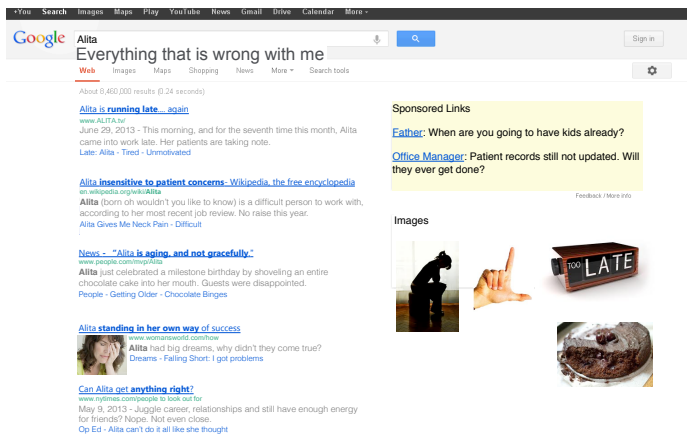 +You Search Images Maps Play YouTube News Gmail Drive Calendar More
Google
Alita
Sign in
Everything that is wrong with me
Web Images Maps Shopping News More Search tools
About 8,460,000 results (0.24 seconds)
Alita is running late.... again
www.ALITA.tv/
June 29, 2013 - This morning, and for the seventh time this month, Alita
came into work late. Her patients are taking note.
Late: Alita - Tired - Unmotivated
Alita insensitive to patient concerns- Wikipedia, the free encyclopedia
en.wikipedia.org/wiki/Alita
Alita (born oh wouldn't you like to know) is a difficult person to work with,
according to her most recent job review. No raise this year.
Alita Gives Me Neck Pain - Difficult
News - "Alita is aging, and not gracefully."
www.people.com/mvp/Alita
Alita just celebrated a milestone birthday by shoveling an entire
chocolate cake into her mouth. Guests were disappointed.
People - Getting Older - Chocolate Binges
Alita standing in her own way of success
www.womansworld.com/how
Alita had big dreams, why didn't they come true?
Dreams - Falling Short: I got problems
Can Alita get anything right?
www.nytimes.com/people to look out for
May 9, 2013 - Juggle career, relationships and still have enough energy
for friends? Nope. Not even close.
Op Ed - Alita can't do it all like she thought
Sponsored Links
Father: When are you going to have kids already?
Office Manager: Patient records still not updated. Will
they ever get done?
Feedback / More info
Images
TOO LATE